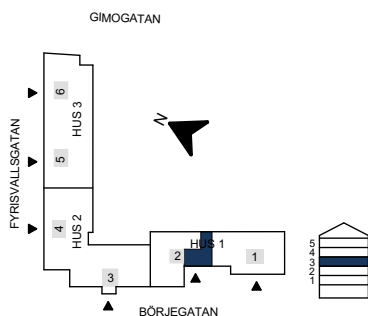 GIMOGATAN
FYRISVALLSGATAN
6
HUS 3
5
4
HUS 2
3
N
HUS 1
2
1
BÖRJEGATAN
5
4
3
2
1